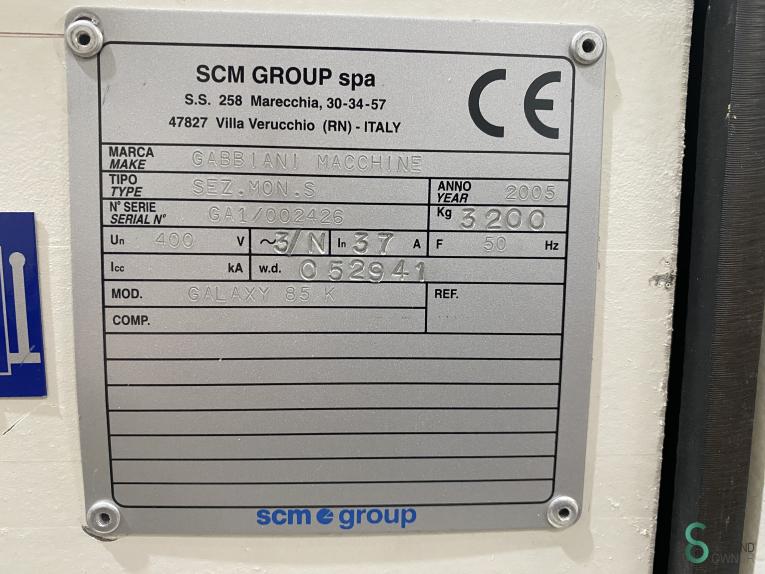 SCM GROUP spa
S.S. 258 Marecchia, 30-34-57
47827 Villa Verucchio (RN) - ITALY
CE
MARCA
MAKE GABBIANI MACCHINE
TIPO
TYPE SEZ.MON.S ANNO
YEAR 2005
N° SERIE
SERIAL N° GA1/002426 Kg 3200
Un 400 V ~3/N In 37 A F 50 Hz
Icc kA w.d. 052941
MOD. GALAXY 85 K REF.
COMP.
scm group